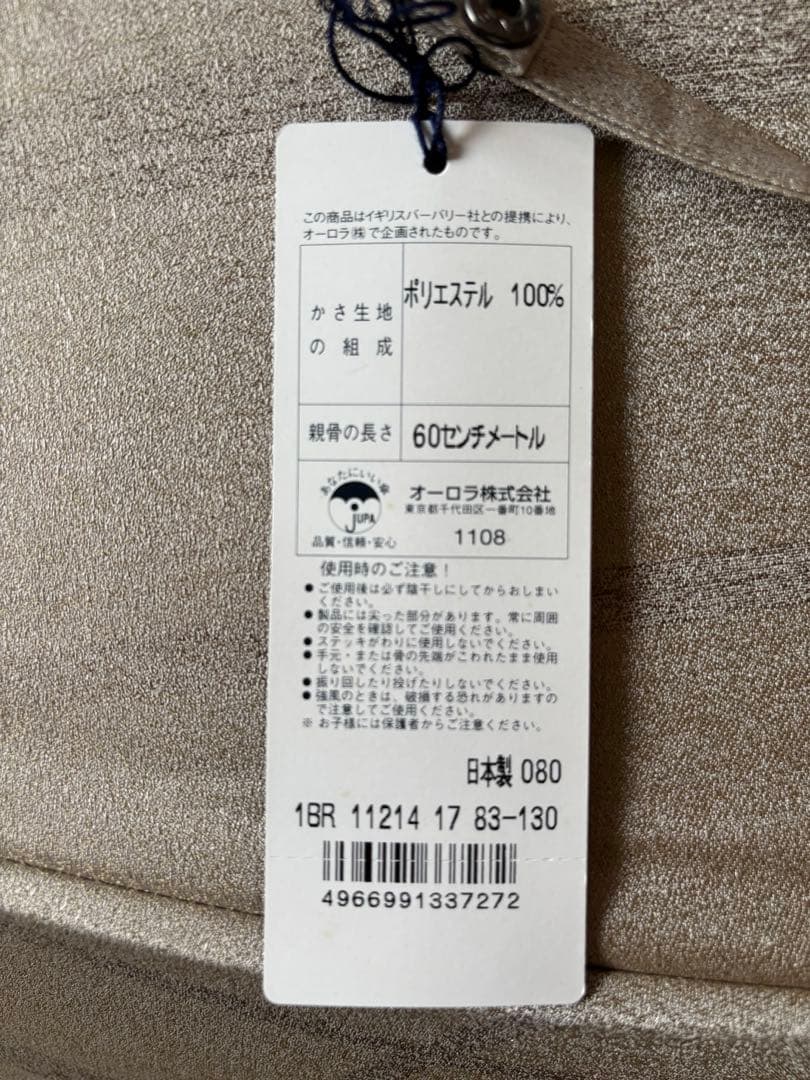 この商品はイギリスバーバリー社との提携により、
オーロラ㈱で企画されたものです。
かさ生地
の組成
ポリエステル 100%
親骨の長さ
60センチメートル
あなたにいい傘
JUPA
品質・信頼・安心
オーロラ株式会社
東京都千代田区一番町10番地
1108
使用時のご注意！
● ご使用後は必ず陰干しにしてからおしまい
ください。
● 製品には尖った部分があります。常に周囲
の安全を確認してご使用ください。
● ステッキがわりに使用しないでください。
● 手元・または骨の先端がこわれたまま使用
しないでください。
● 振り回したり投げたりしないでください。
● 強風のときは、破損する恐れがありますの
で注意してご使用ください。
※ お子様には保護者からご注意ください。
日本製 080
1BR 11214 17 83-130
4966991337272